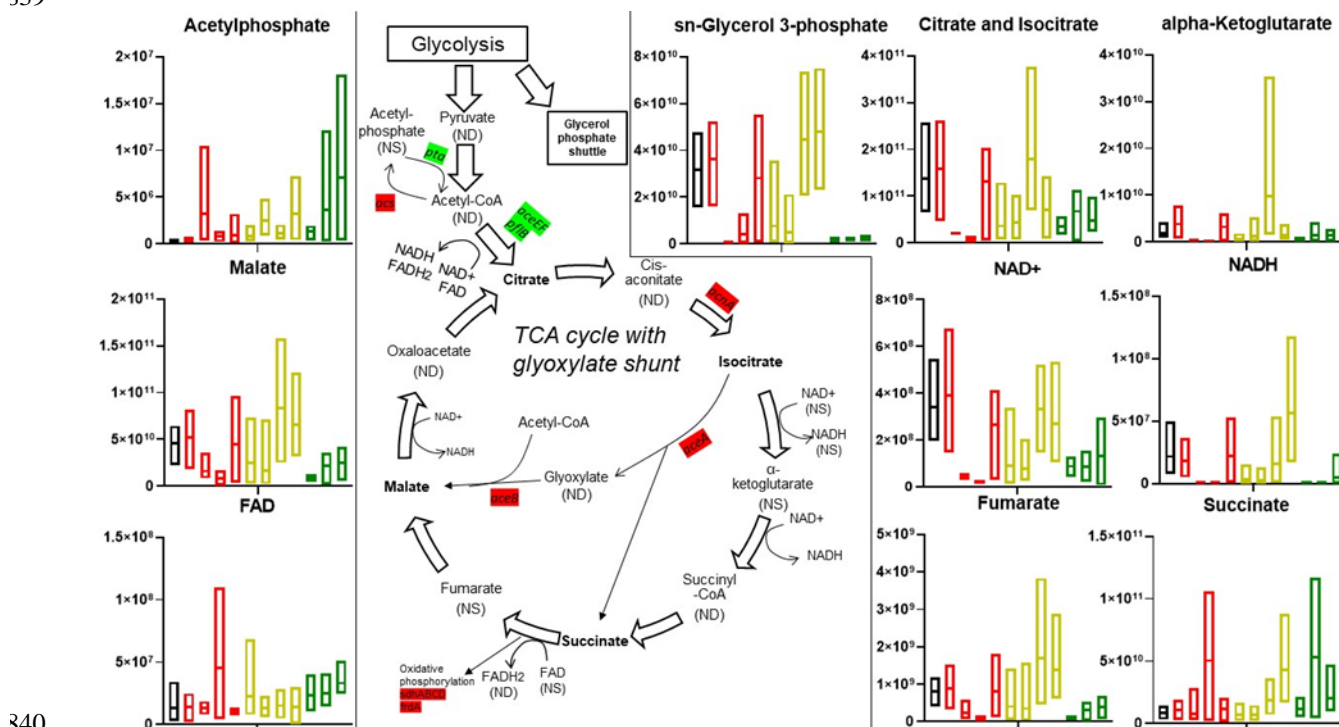 839
Acetylphosphate
2×10⁷
1.5×10⁷
1×10⁷
5×10⁶
0
Malate
2×10¹¹
1×10¹¹
1×10¹¹
5×10¹⁰
0
FAD
1.5×10⁸
1×10⁸
5×10⁷
0
840
Glycolysis
Acetyl-
phosphate
(NS)
Pyruvate
(ND)
Glycerol
phosphate
shuttle
pta
acs
Acetyl-CoA
(ND)
aceEF
pflB
NADH
FADH2
NAD+
FAD
Citrate
Cis-
aconitate
(ND)
acnA
TCA cycle with
glyoxylate shunt
Oxaloacetate
(ND)
Isocitrate
NAD+
NADH
Acetyl-CoA
NAD+
(NS)
NADH
(NS)
aceA
Malate
aceB
Glyoxylate
(ND)
α-
ketoglutarate
(NS)
NAD+
NADH
Fumarate
(NS)
Succinyl
-CoA
(ND)
Succinate
Oxidative
phosphorylation
sdhABCD
frdA
FADH2
(ND)
FAD
(NS)
sn-Glycerol 3-phosphate
8×10¹⁰
6×10¹⁰
4×10¹⁰
2×10¹⁰
0
Citrate and Isocitrate
4×10¹¹
3×10¹¹
2×10¹¹
1×10¹¹
0
alpha-Ketoglutarate
4×10¹⁰
3×10¹⁰
2×10¹⁰
1×10¹⁰
0
NAD+
8×10⁸
6×10⁸
4×10⁸
2×10⁸
0
NADH
1.5×10⁸
1×10⁸
5×10⁷
0
Fumarate
5×10⁹
4×10⁹
3×10⁹
2×10⁹
1×10⁹
0
Succinate
1.5×10¹¹
1×10¹¹
5×10¹⁰
0